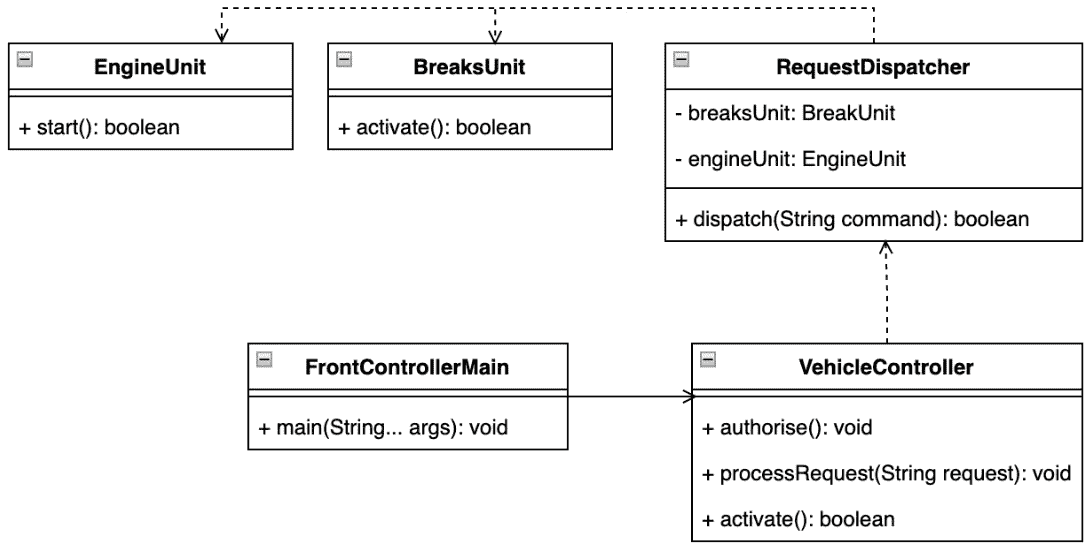 EngineUnit
+ start(): boolean
BreaksUnit
+ activate(): boolean
RequestDispatcher
- breaksUnit: BreakUnit
- engineUnit: EngineUnit
+ dispatch(String command): boolean
FrontControllerMain
+ main(String... args): void
VehicleController
+ authorise(): void
+ processRequest(String request): void
+ activate(): boolean